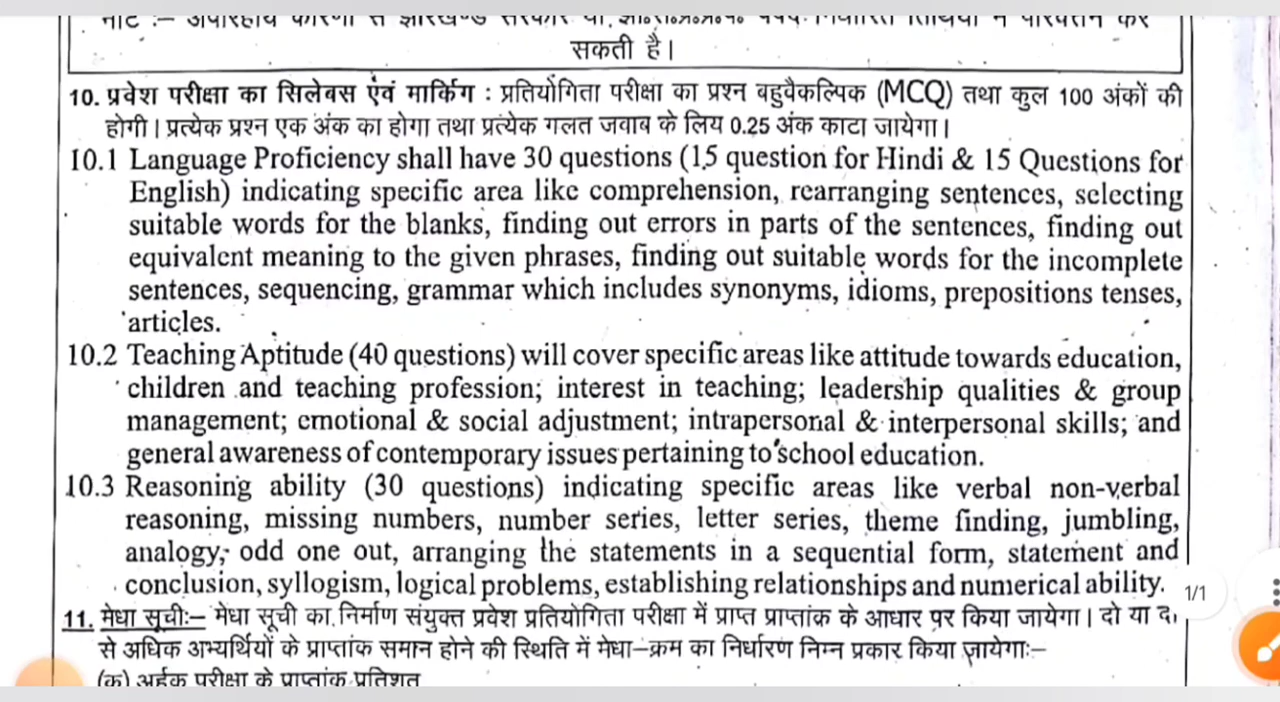 सकती है।
10. प्रवेश परीक्षा का सिलेबस एंवं मार्किग : प्रतियोगिता परीक्षा का प्रश्न बहुवैकल्पिक (MCQ) तथा कुल 100 अंकों की
होगी। प्रत्येक प्रश्न एक अंक का होगा तथा प्रत्येक गलत जवाब के लिय 0.25 अंक काटा जायेगा।
10.1 Language Proficiency shall have 30 questions (15 question for Hindi & 15 Questions for
English) indicating specific area like comprehension, rearranging sentences, selecting
suitable words for the blanks, finding out errors in parts of the sentences, finding out
equivalent meaning to the given phrases, finding out suitable words for the incomplete
sentences, sequencing, grammar which includes synonyms, idioms, prepositions tenses,
articles.
10.2 Teaching Aptitude (40 questions) will cover specific areas like attitude towards education,
children and teaching profession; interest in teaching; leadership qualities & group
management; emotional & social adjustment; intrapersonal & interpersonal skills; and
general awareness of contemporary issues pertaining to school education.
10.3 Reasoning ability (30 questions) indicating specific areas like verbal non-verbal
reasoning, missing numbers, number series, letter series, theme finding, jumbling,
analogy, odd one out, arranging the statements in a sequential form, statement and
conclusion, syllogism, logical problems, establishing relationships and numerical ability.
1/1
11. मेधा सूचीः– मेधा सूची का निर्माण संयुक्त प्रवेश प्रतियोगिता परीक्षा में प्राप्त प्राप्तांक के आधार पर किया जायेगा। दो या
से अधिक अभ्यर्थियों के प्राप्तांक समान होने की स्थिति में मेधा–क्रम का निर्धारण निम्न प्रकार किया जायेगाः–
(क) अर्हक परीक्षा के प्राप्तांक प्रतिशत